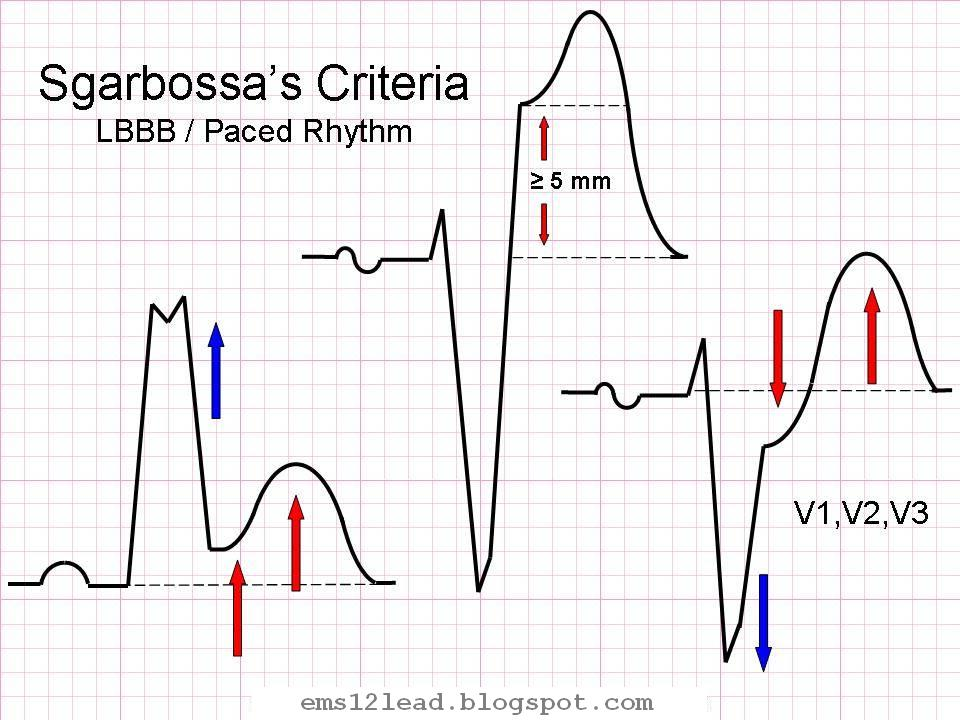 Sgarbossa’s Criteria
LBBB / Paced Rhythm
≥ 5 mm
V1,V2,V3
ems12lead.blogspot.com